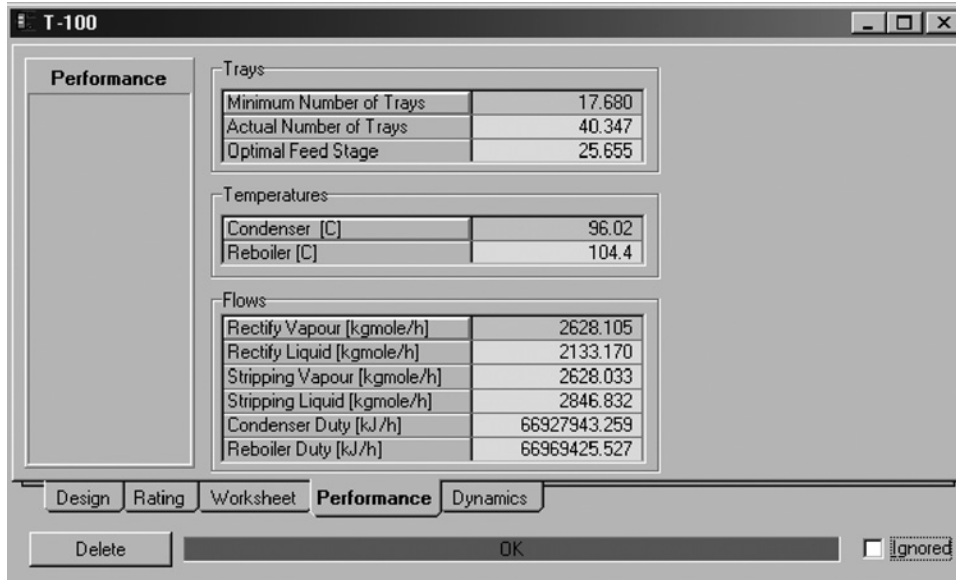 T-100
Performance
Trays
Minimum Number of Trays 17.680
Actual Number of Trays 40.347
Optimal Feed Stage 25.655
Temperatures
Condenser [C] 96.02
Reboiler [C] 104.4
Flows
Rectify Vapour [kgmole/h] 2628.105
Rectify Liquid [kgmole/h] 2133.170
Stripping Vapour [kgmole/h] 2628.033
Stripping Liquid [kgmole/h] 2846.832
Condenser Duty [kJ/h] 66927943.259
Reboiler Duty [kJ/h] 66969425.527
Design Rating Worksheet Performance Dynamics
Delete OK Ignored